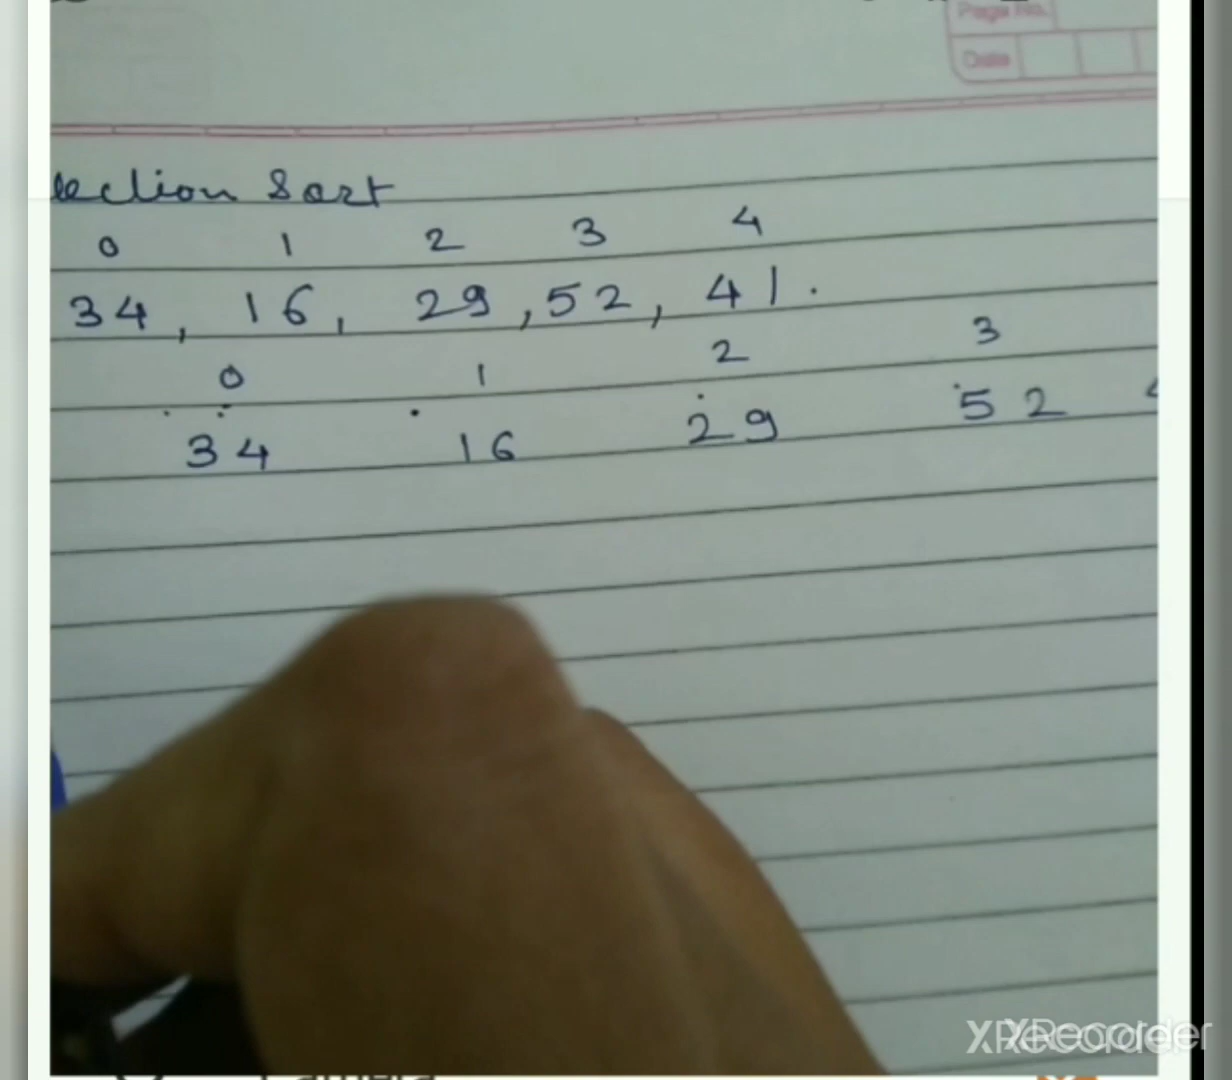 Page No.
Date
lection Sort
0 1 2 3 4
34, 16, 29, 52, 41.
0 1 2 3
34 16 29 52
XRecorder